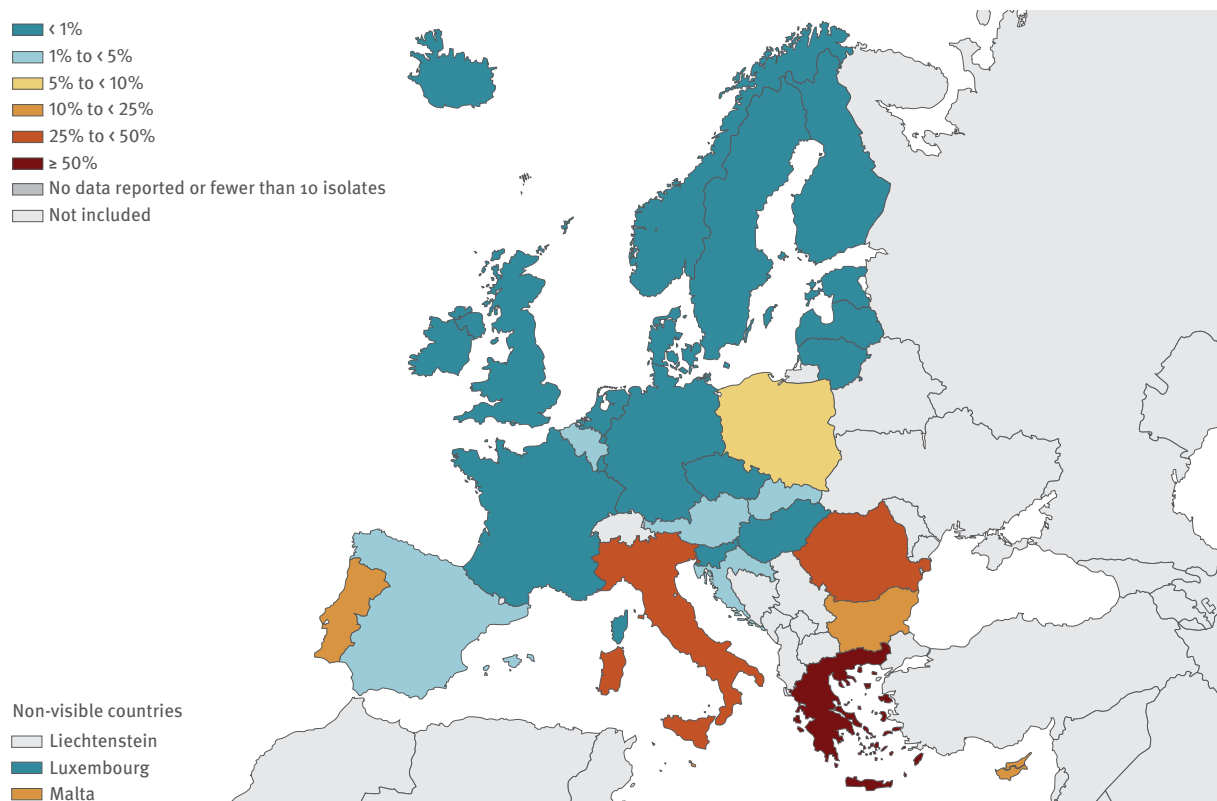 < 1%
1% to < 5%
5% to < 10%
10% to < 25%
25% to < 50%
≥ 50%
No data reported or fewer than 10 isolates
Not included
Non-visible countries
Liechtenstein
Luxembourg
Malta